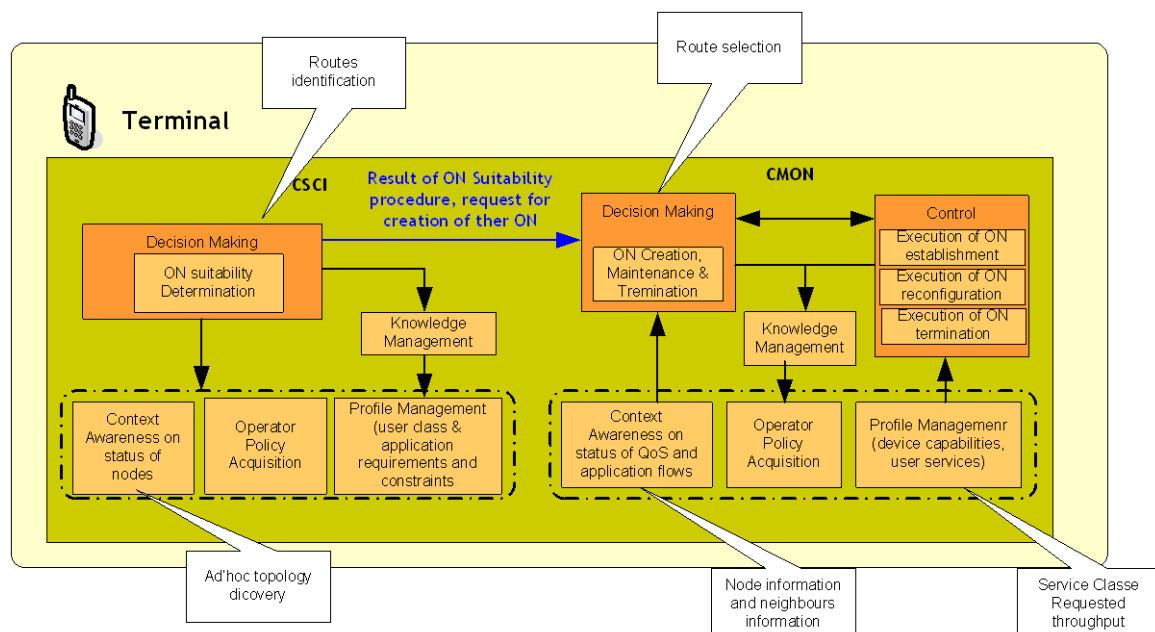 Routes
identification
Route selection
Terminal
CSCI
CMON
Result of ON Suitability
procedure, request for
creation of ther ON
Decision Making
ON suitability
Determination
Knowledge
Management
Context
Awareness on
status of
nodes
Operator
Policy
Acquisition
Profile Management
(user class &
application
requirements and
constraints
Decision Making
ON Creation,
Maintenance &
Tremination
Control
Execution of ON
establishment
Execution of ON
reconfiguration
Execution of ON
termination
Knowledge
Management
Context
Awareness on
status of QoS and
application flows
Operator
Policy
Acquisition
Profile Managemenr
(device capabilities,
user services)
Ad'hoc topology
dicovery
Node information
and neighbours
information
Service Classe
Requested
throughput